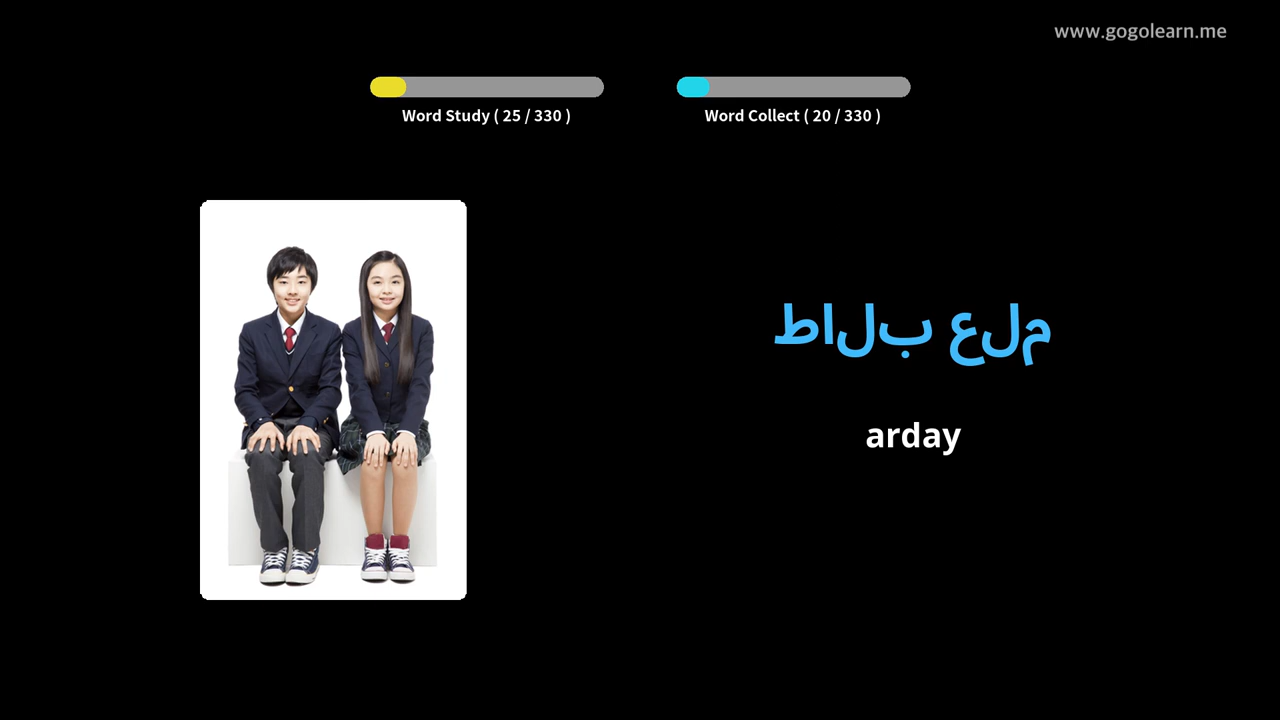 www.gogolearn.me
Word Study ( 25 / 330 )
Word Collect ( 20 / 330 )
طالب علم
arday